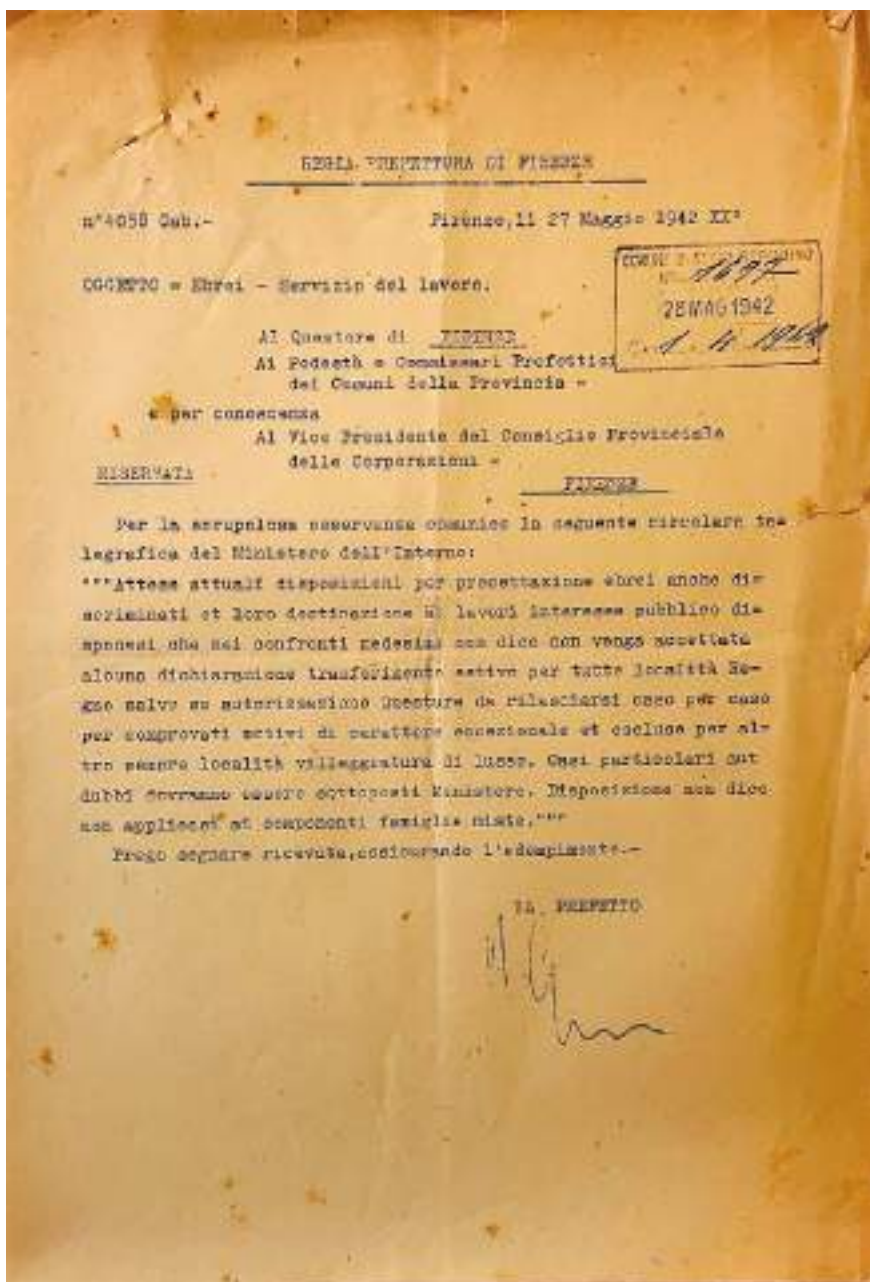 REGIA PREFETTURA DI FIRENZE
n°4058 Gab.-
Firenze, li 27 Maggio 1942 XX°
OGGETTO = Ebrei - Servizio del lavoro.
COMUNE
N° 1697
28 MAG 1942
Al Questore di FIRENZE
Ai Podestà e Commissari Prefettizi
dei Comuni della Provincia =
e per conoscenza
Al Vice Presidente del Consiglio Provinciale
delle Corporazioni =
RISERVATA
FIRENZE
Per la scrupolosa osservanza comunico la seguente circolare te=
legrafica del Ministero dell'Interno:
"""Attese attuali disposizioni per precettazione ebrei anche di=
scriminati et loro destinazione at lavori interesse pubblico di=
sponesi che nei confronti medesimi non dico non venga accettata
alcuna dichiarazione trasferimento estivo per tutte località Re=
gno salvo su autorizzazione Questure da rilasciarsi caso per caso
per comprovati motivi di carattere eccezionale et escluse per al=
tro sempre località villeggiatura di lusso. Casi particolari aut
dubbi dovranno essere sottoposti Ministero. Disposizione non dico
non applicasi at componenti famiglie miste."""
Prego segnare ricevuta, assicurando l'adempimento.-
IL PREFETTO